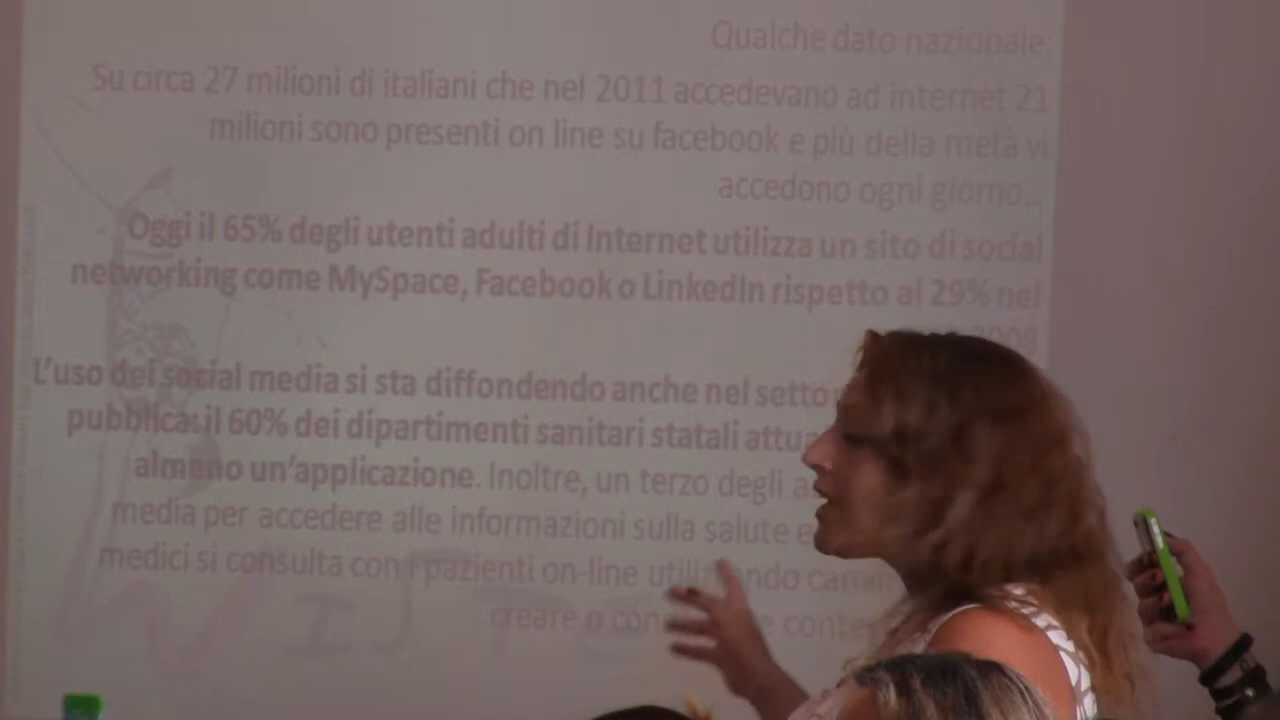 Qualche dato nazionale:
Su circa 27 milioni di italiani che nel 2011 accedevano ad internet 21
milioni sono presenti on line su facebook e più della metà vi
accedono ogni giorno...
Oggi il 65% degli utenti adulti di Internet utilizza un sito di social
networking come MySpace, Facebook o LinkedIn rispetto al 29% nel
2008
L'uso dei social media si sta diffondendo anche nel
pubblica: il 60% dei dipartimenti sanitari statali
almeno un'applicazione. Inoltre, un terzo degli
media per accedere alle informazioni sulla salute e
medici si consulta con i pazienti on-line
creare o